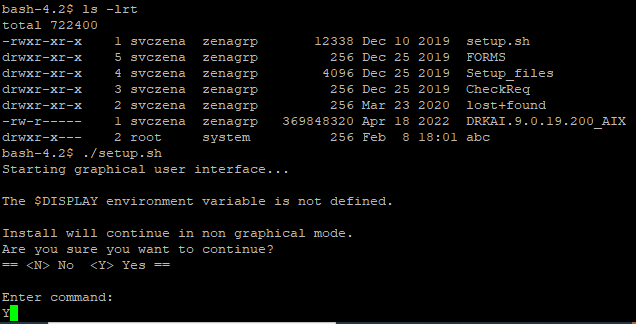 bash-4.2$ ls -lrt
total 722400
-rwxr-xr-x 1 svczena zenagrp 12338 Dec 10 2019 setup.sh
drwxr-xr-x 5 svczena zenagrp 256 Dec 25 2019 FORMS
drwxr-xr-x 4 svczena zenagrp 4096 Dec 25 2019 Setup_files
drwxr-xr-x 3 svczena zenagrp 256 Dec 25 2019 CheckReq
drwxr-xr-x 2 svczena zenagrp 256 Mar 23 2020 lost+found
-rw-r----- 1 svczena zenagrp 369848320 Apr 18 2022 DRKAI.9.0.19.200_AIX
drwxr-x--- 2 root system 256 Feb 8 18:01 abc
bash-4.2$ ./setup.sh
Starting graphical user interface...
The $DISPLAY environment variable is not defined.
Install will continue in non graphical mode.
Are you sure you want to continue?
== <N> No <Y> Yes ==
Enter command:
Y